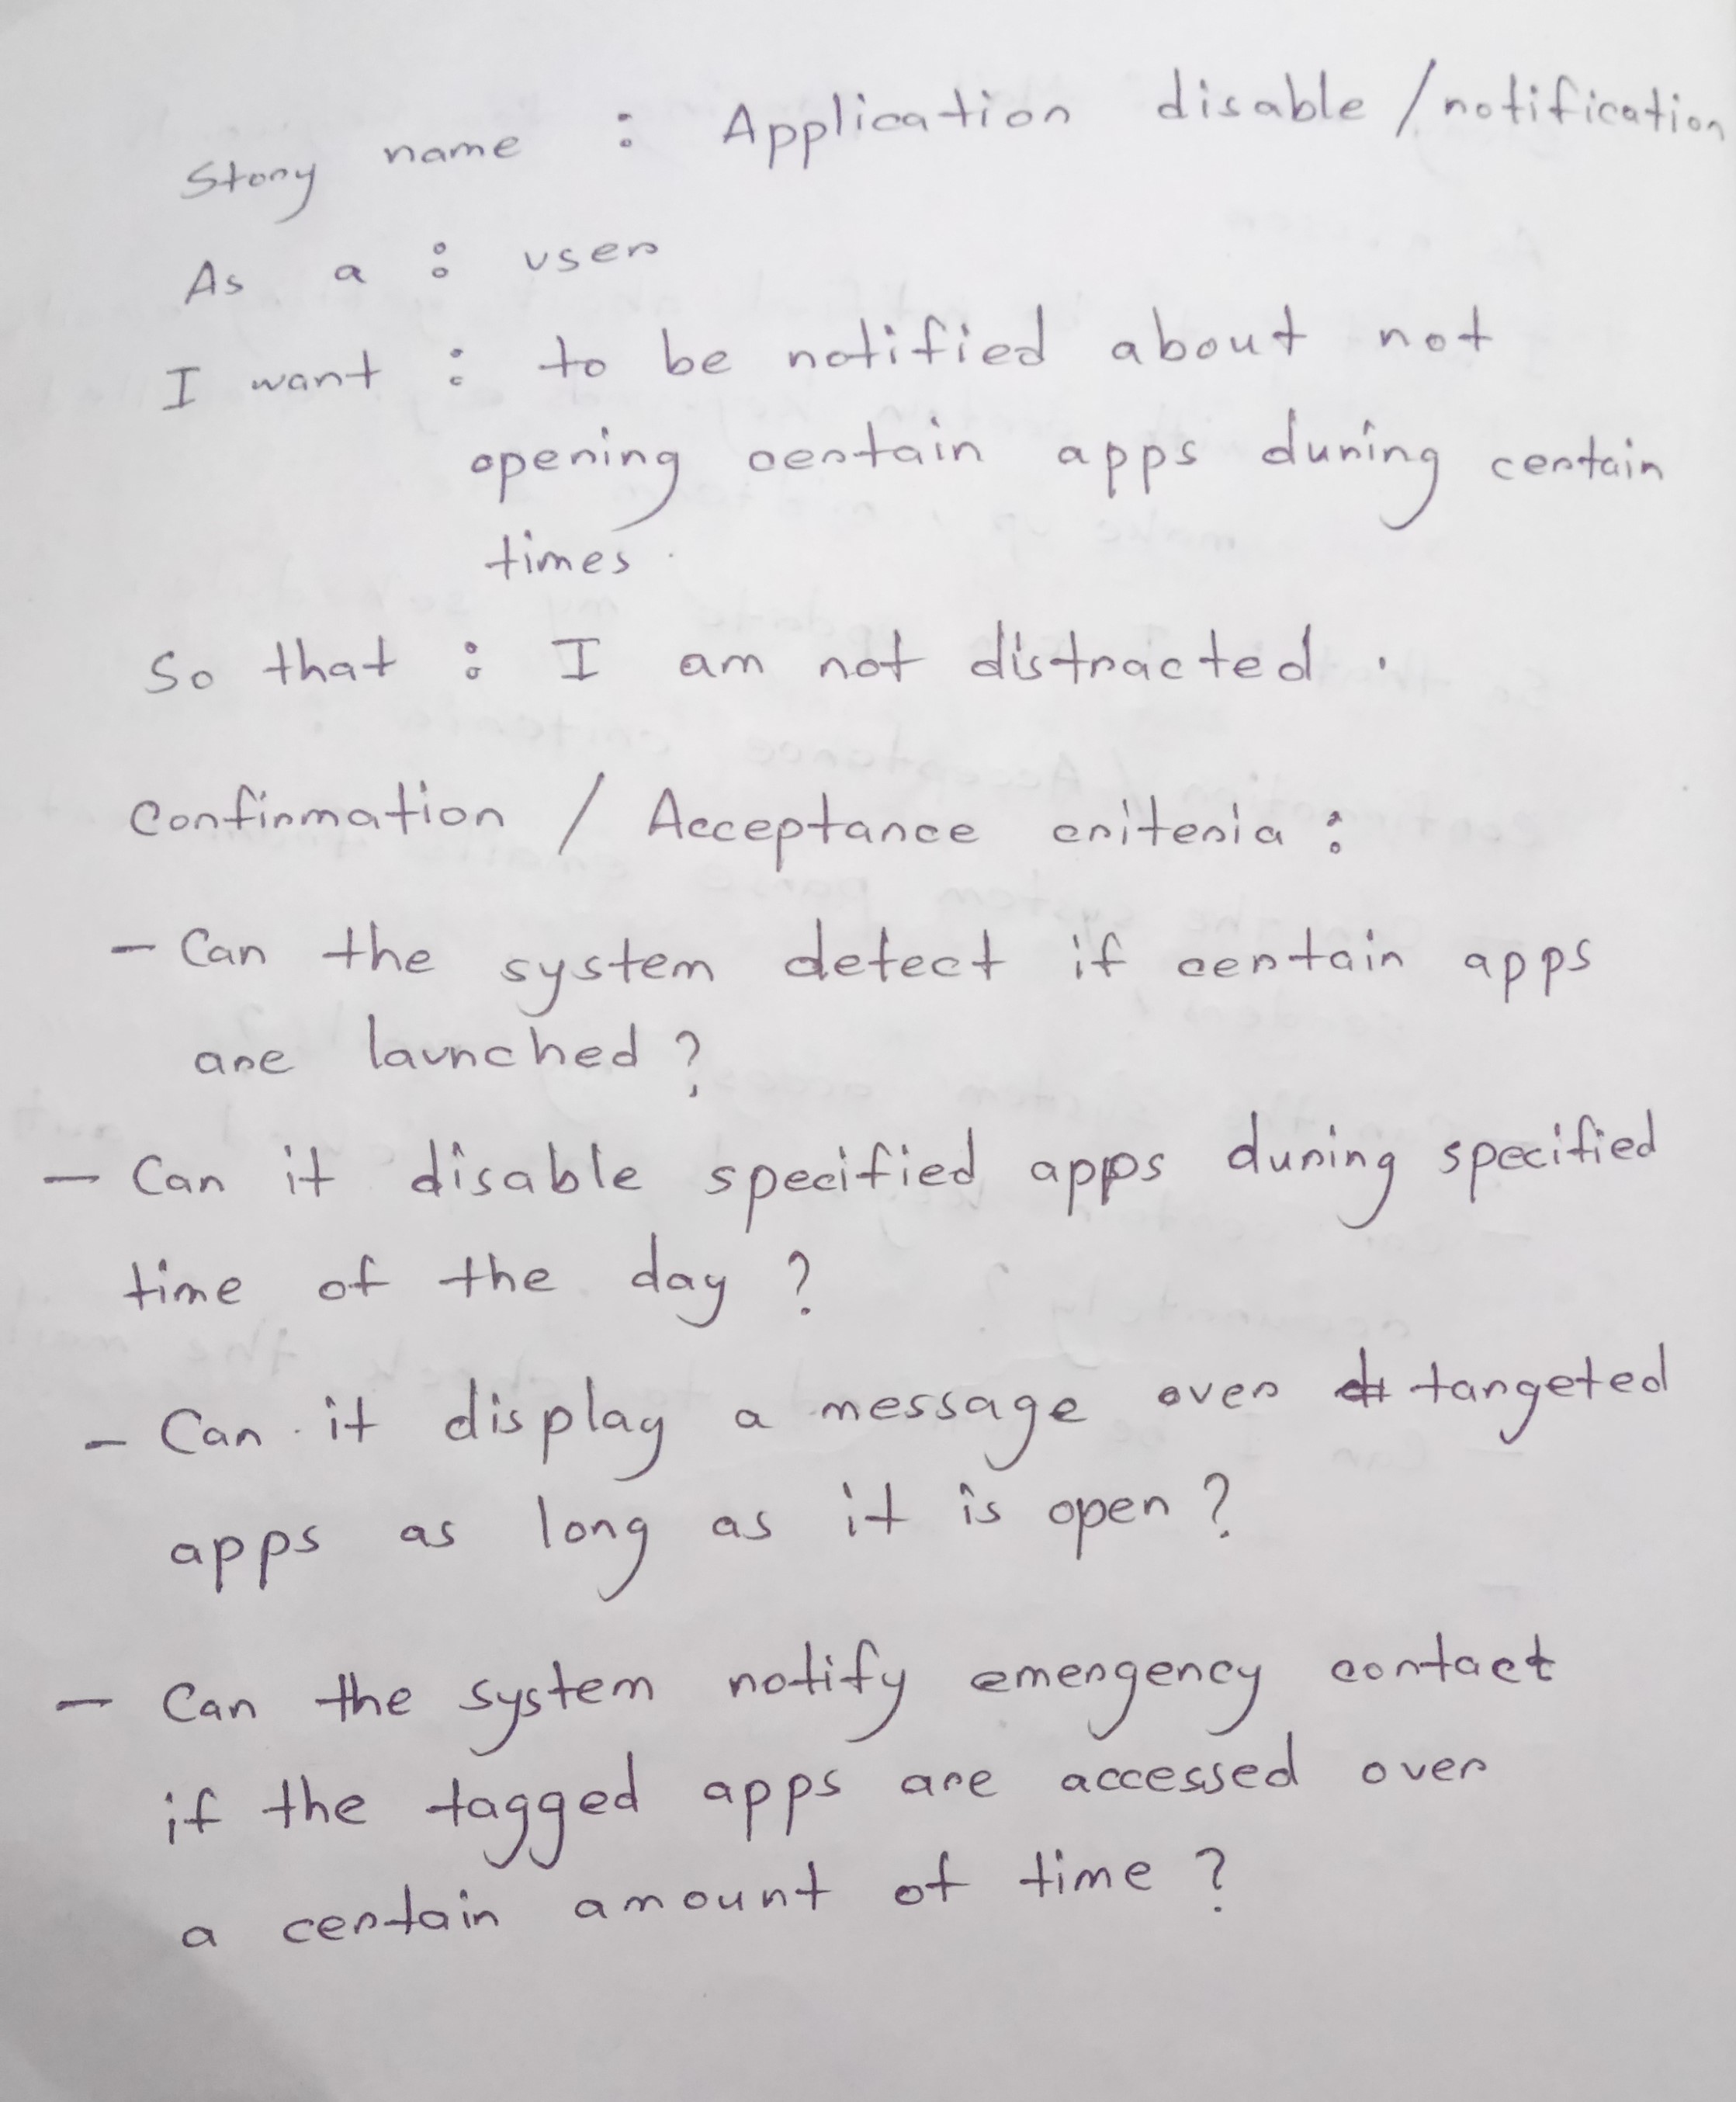 Story name : Application disable / notification
As a : user
I want : to be notified about not
opening certain apps during certain
times.
So that : I am not distracted.
Confirmation / Acceptance criteria :
- Can the system detect if certain apps
are launched ?
- Can it disable specified apps during specified
time of the day ?
- Can it display a message over targeted
apps as long as it is open ?
- Can the system notify emergency contact
if the tagged apps are accessed over
a certain amount of time ?